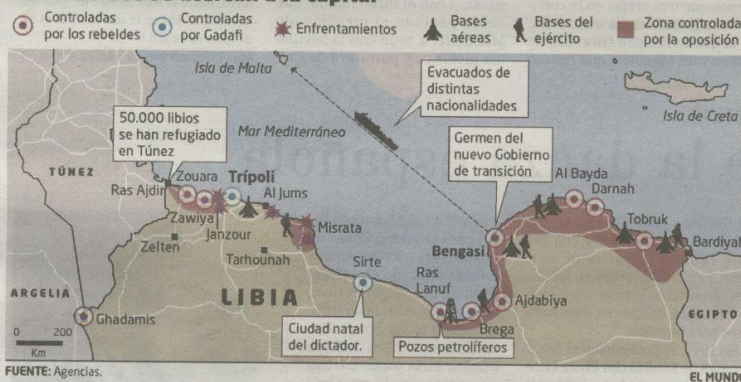 se acercan a la capital
Controladas
por los rebeldes
Controladas
por Gadafi
Enfrentamientos
Bases
aéreas
Bases del
ejército
Zona controlada
por la oposición
Isla de Malta
Evacuados de
distintas
nacionalidades
Isla de Creta
50.000 libios
se han refugiado
en Túnez
Mar Mediterráneo
Germen del
nuevo Gobierno
de transición
TÚNEZ
Zouara
Trípoli
Al Bayda
Ras Ajdir
Al Jums
Darnah
Zawiya
Janzour
Misrata
Tobruk
Zelten
Tarhounah
Bengasi
Bardiyah
Sirte
Ras
Lanuf
ARGELIA
LIBIA
Ajdabiya
EGIPTO
Ghadamis
Brega
0 200
Km
Ciudad natal
del dictador.
Pozos petrolíferos
FUENTE: Agencias.
EL MUNDO